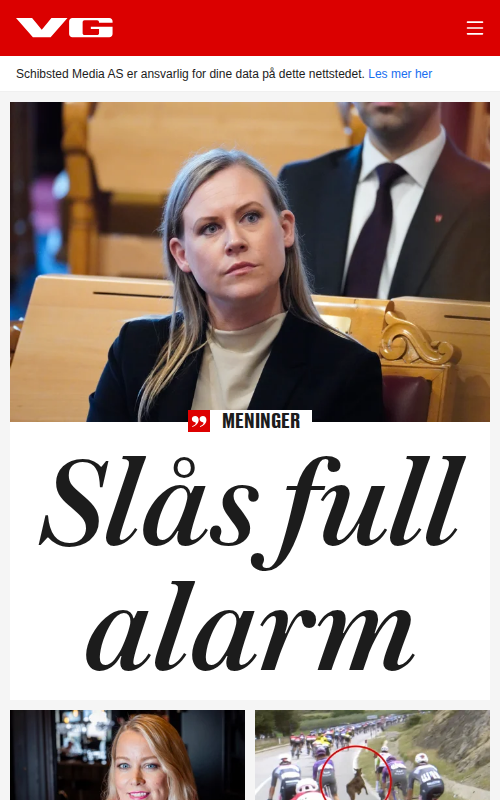 VG
Schibsted Media AS er ansvarlig for dine data på dette nettstedet. Les mer her
MENINGER
Slås full
alarm